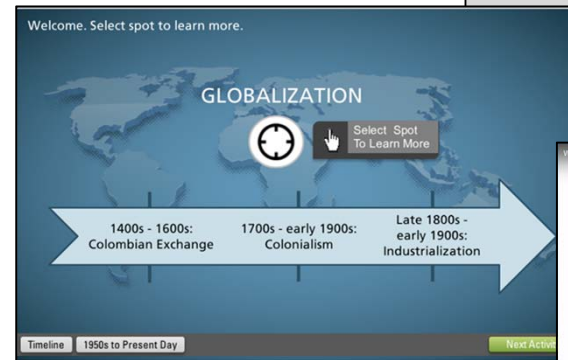 Welcome. Select spot to learn more.
GLOBALIZATION
Select Spot
To Learn More
1400s - 1600s:
Colombian Exchange
1700s - early 1900s:
Colonialism
Late 1800s -
early 1900s:
Industrialization
Timeline
1950s to Present Day
Next